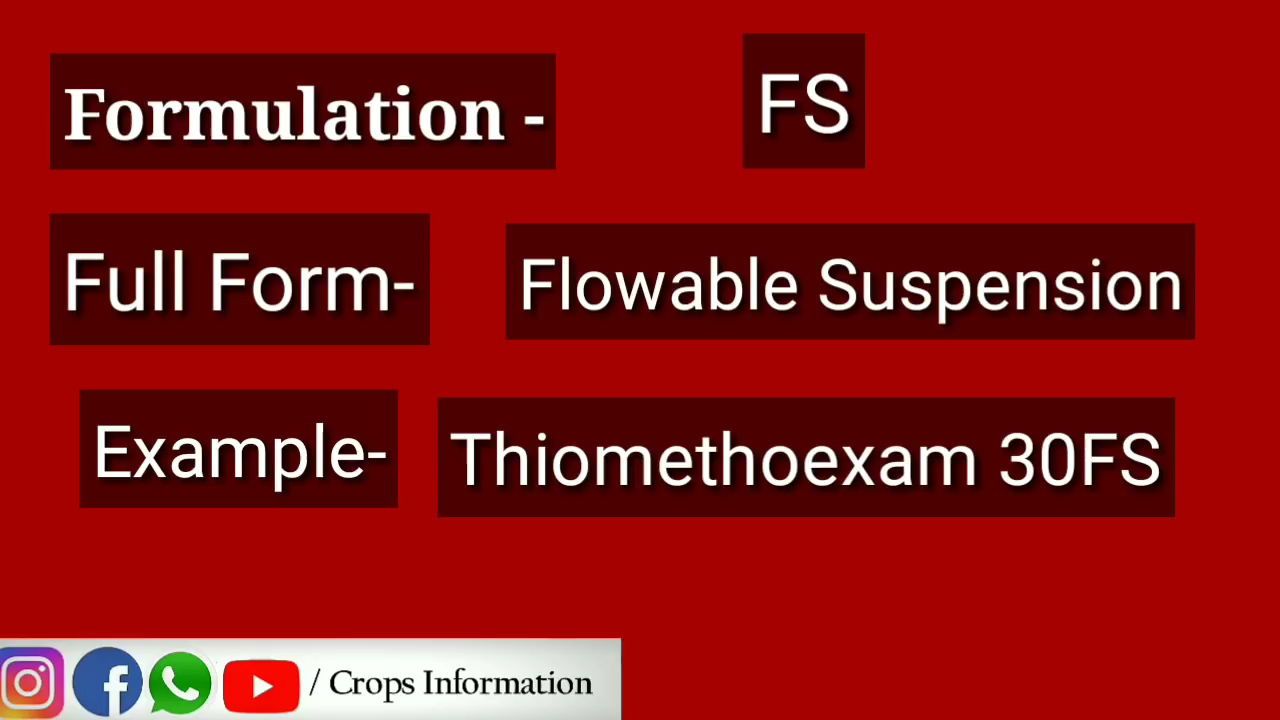 Formulation - FS
Full Form- Flowable Suspension
Example- Thiomethoexam 30FS
/ Crops Information